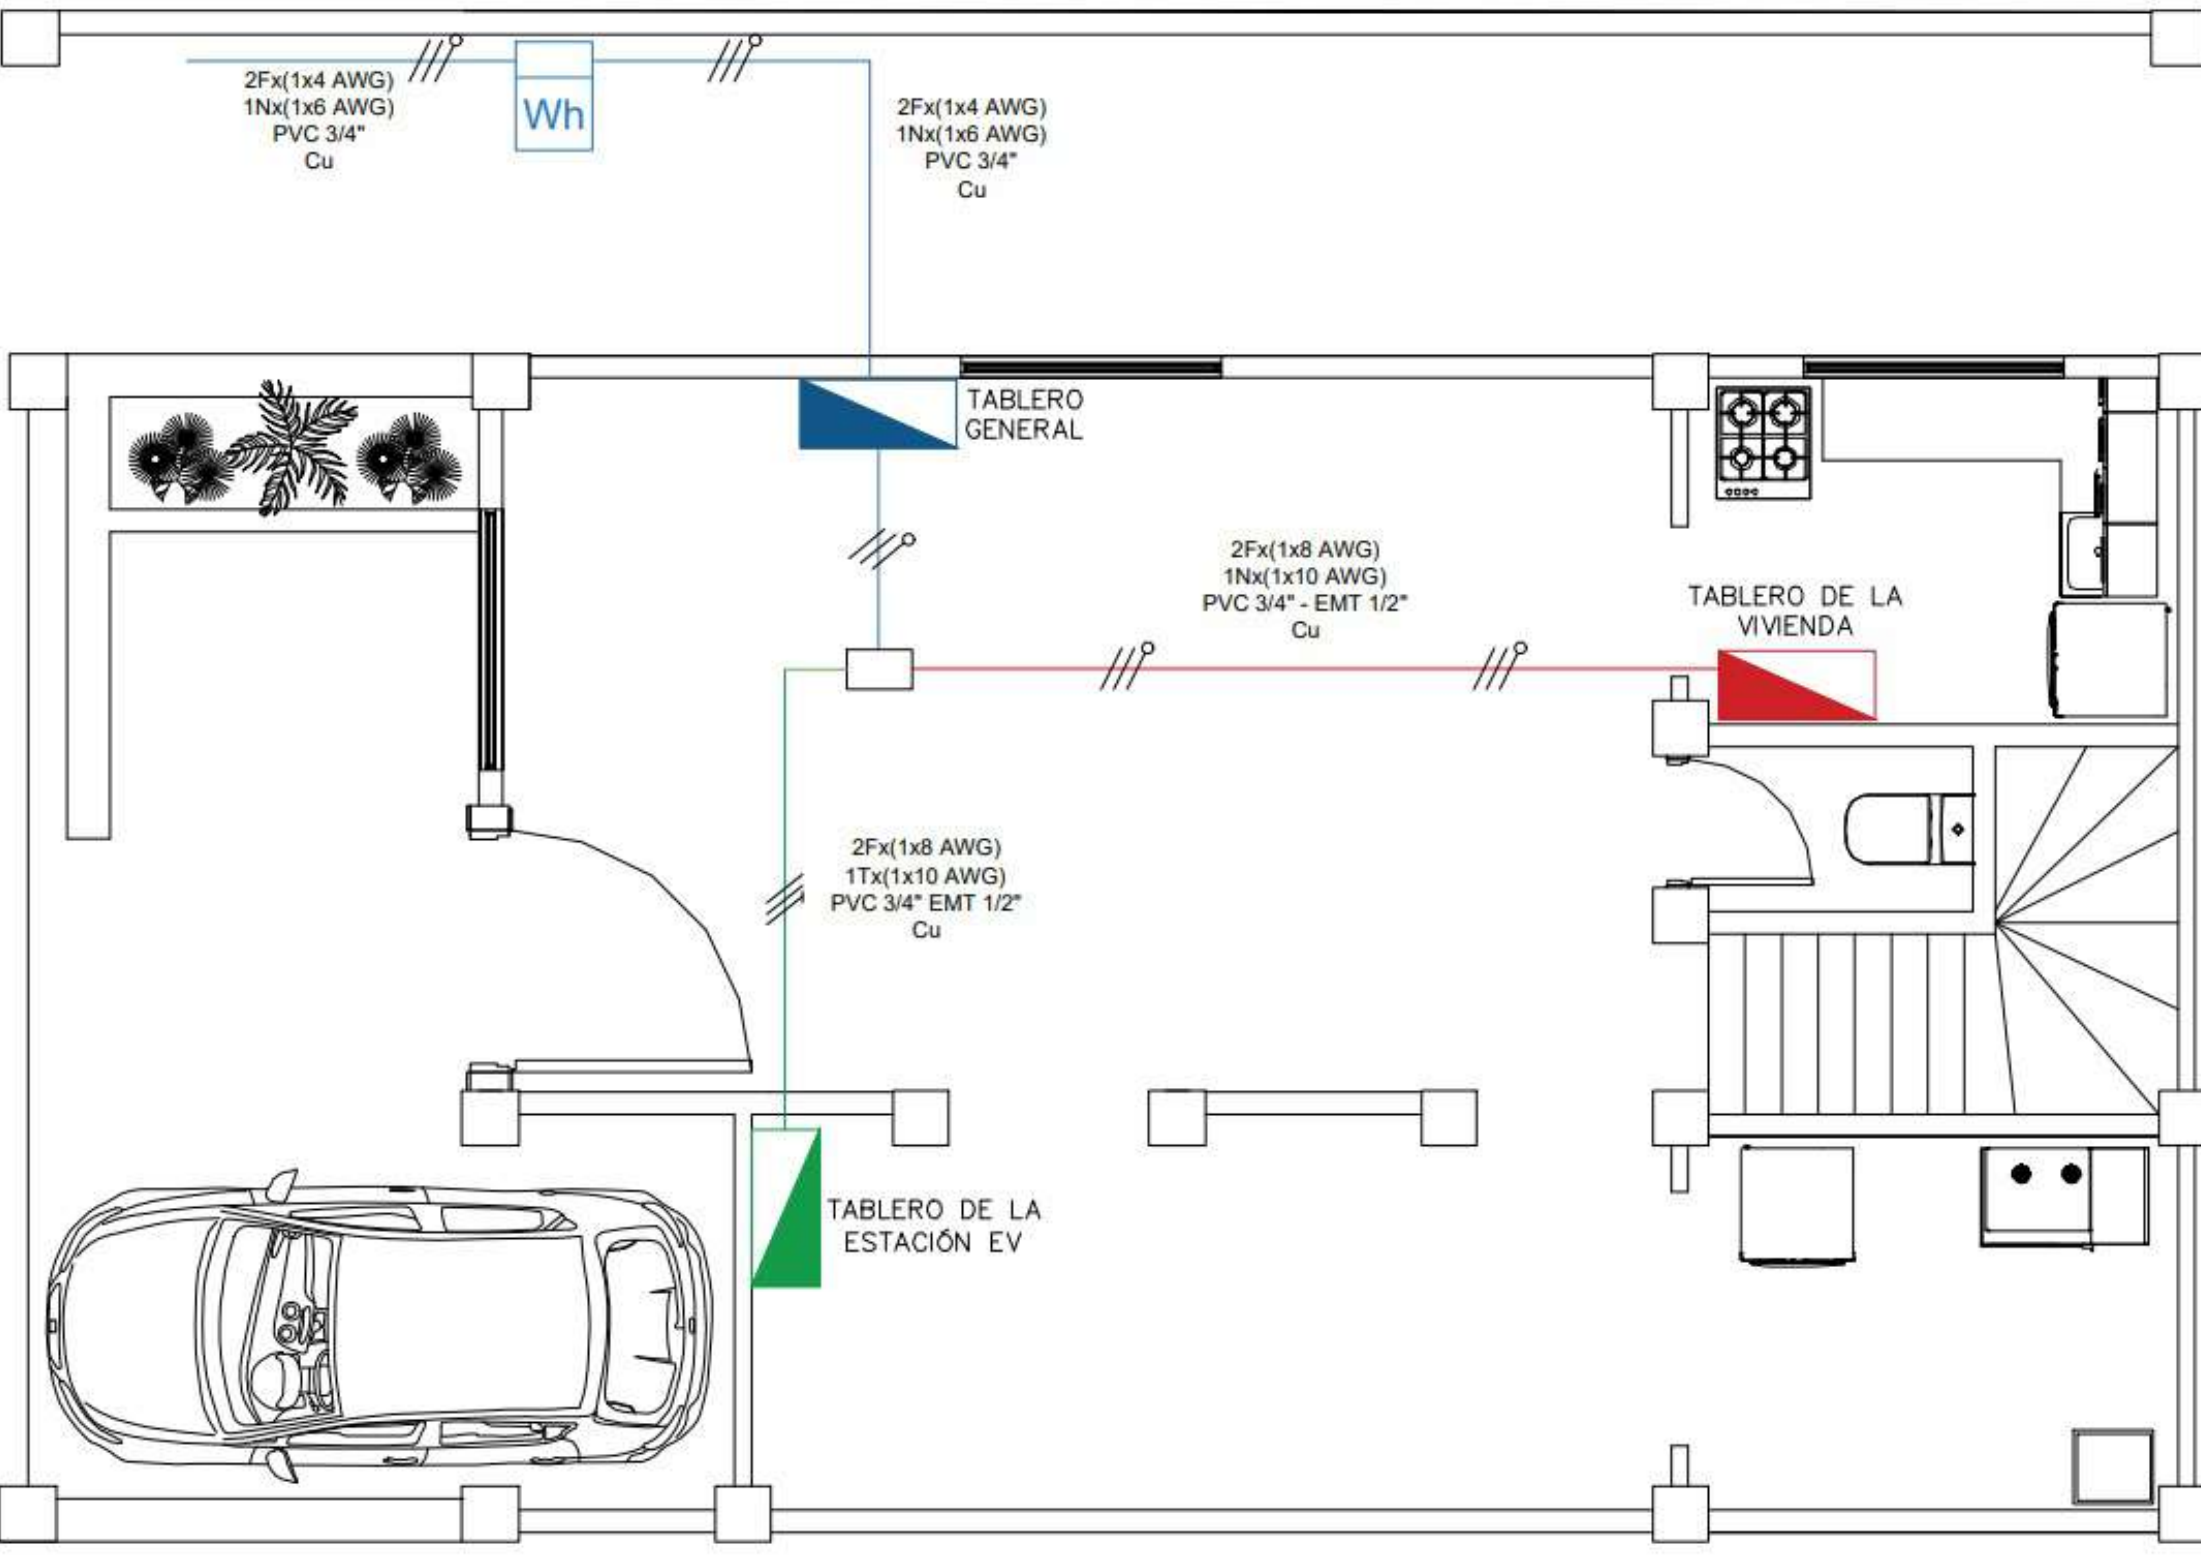 2Fx(1x4 AWG)
1Nx(1x6 AWG)
PVC 3/4"
Cu
Wh
2Fx(1x4 AWG)
1Nx(1x6 AWG)
PVC 3/4"
Cu
TABLERO
GENERAL
2Fx(1x8 AWG)
1Nx(1x10 AWG)
PVC 3/4" - EMT 1/2"
Cu
TABLERO DE LA
VIVIENDA
2Fx(1x8 AWG)
1Tx(1x10 AWG)
PVC 3/4" EMT 1/2"
Cu
TABLERO DE LA
ESTACIÓN EV